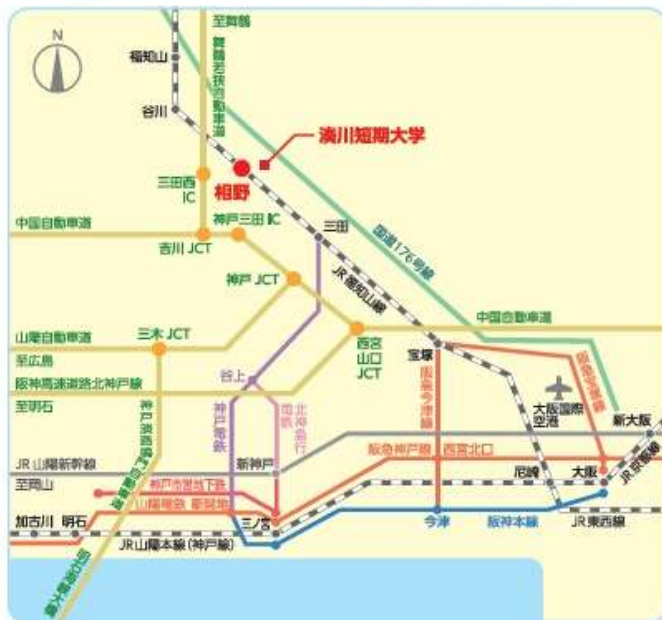 N
至舞鶴
舞鶴若狭自動車道
福知山
谷川
湊川短期大学
相野
三田西
IC
中国自動車道
神戸三田 IC
吉川 JCT
三田
国道176号線
JR福知山線
神戸 JCT
中国自動車道
山陽自動車道
三木 JCT
至広島
西宮
山口
JCT
宝塚
谷上
阪神高速道路北神戸線
至明石
神戸電鉄
北神急行
電鉄
阪急今津線
阪急宝塚線
大阪国際
空港
新大阪
JR山陽新幹線
新神戸
阪急神戸線
西宮北口
JR京都線
至岡山
神戸市営地下鉄
尼崎
大阪
山陽電鉄
加古川
明石
三ノ宮
今津
阪神本線
JR東西線
JR山陽本線(神戸線)
明石海峡大橋